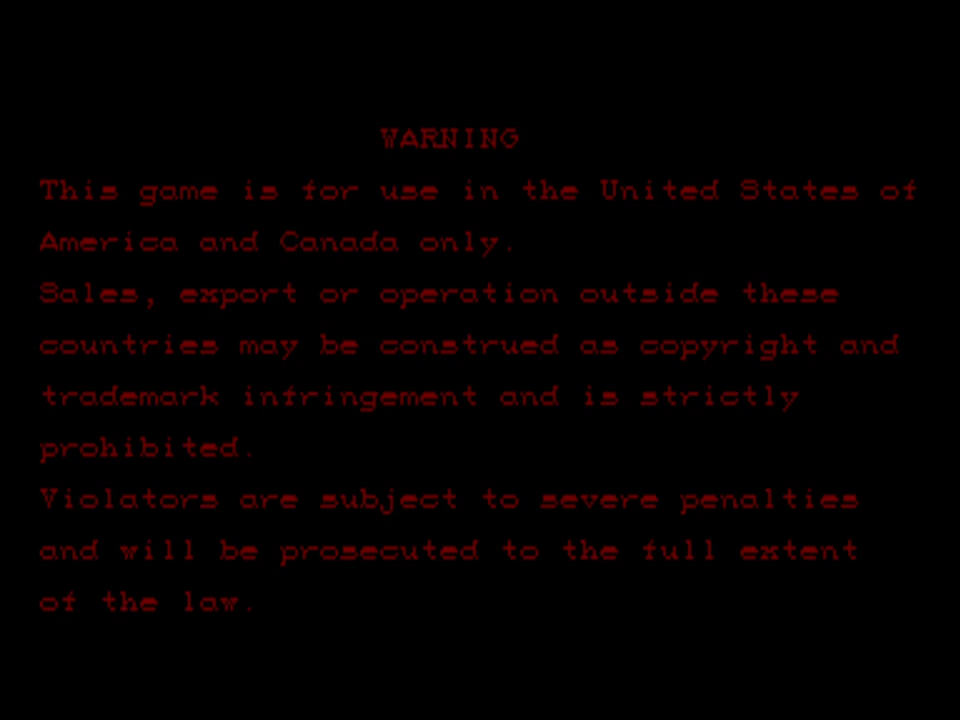 WARNING
This game is for use in the United States of
America and Canada only.
Sales, export or operation outside these
countries may be construed as copyright and
trademark infringement and is strictly
prohibited.
Violators are subject to severe penalties
and will be prosecuted to the full extent
of the law.